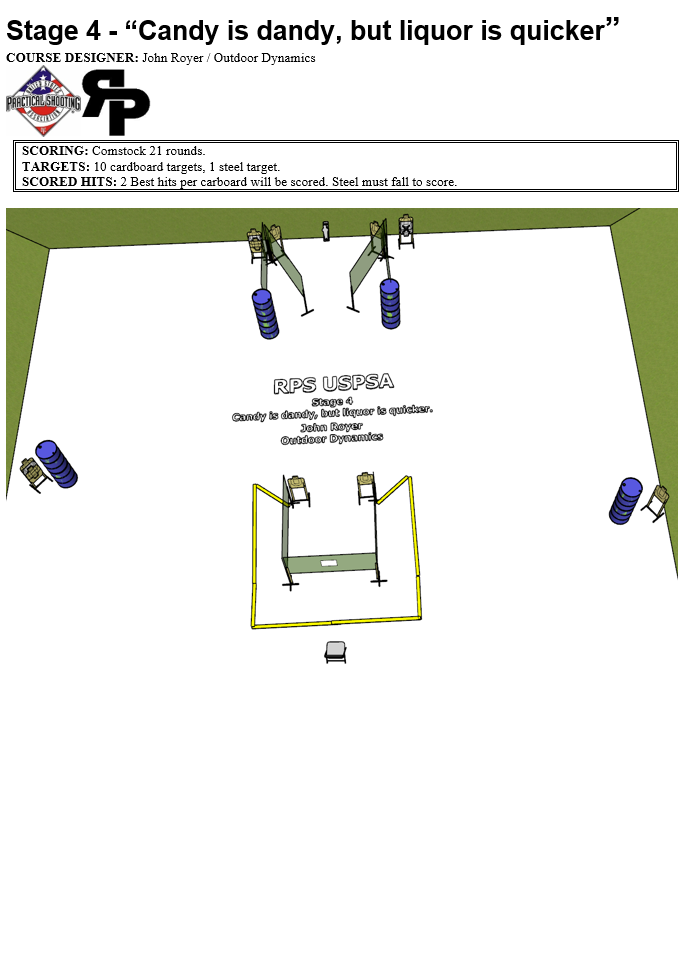 Stage 4 - “Candy is dandy, but liquor is quicker”
COURSE DESIGNER: John Royer / Outdoor Dynamics
UNITED STATES
PRACTICAL SHOOTING
ASSOCIATION
RP
SCORING: Comstock 21 rounds.
TARGETS: 10 cardboard targets, 1 steel target.
SCORED HITS: 2 Best hits per carboard will be scored. Steel must fall to score.
RPS USPSA
Stage 4
Candy is dandy, but liquor is quicker.
John Royer
Outdoor Dynamics